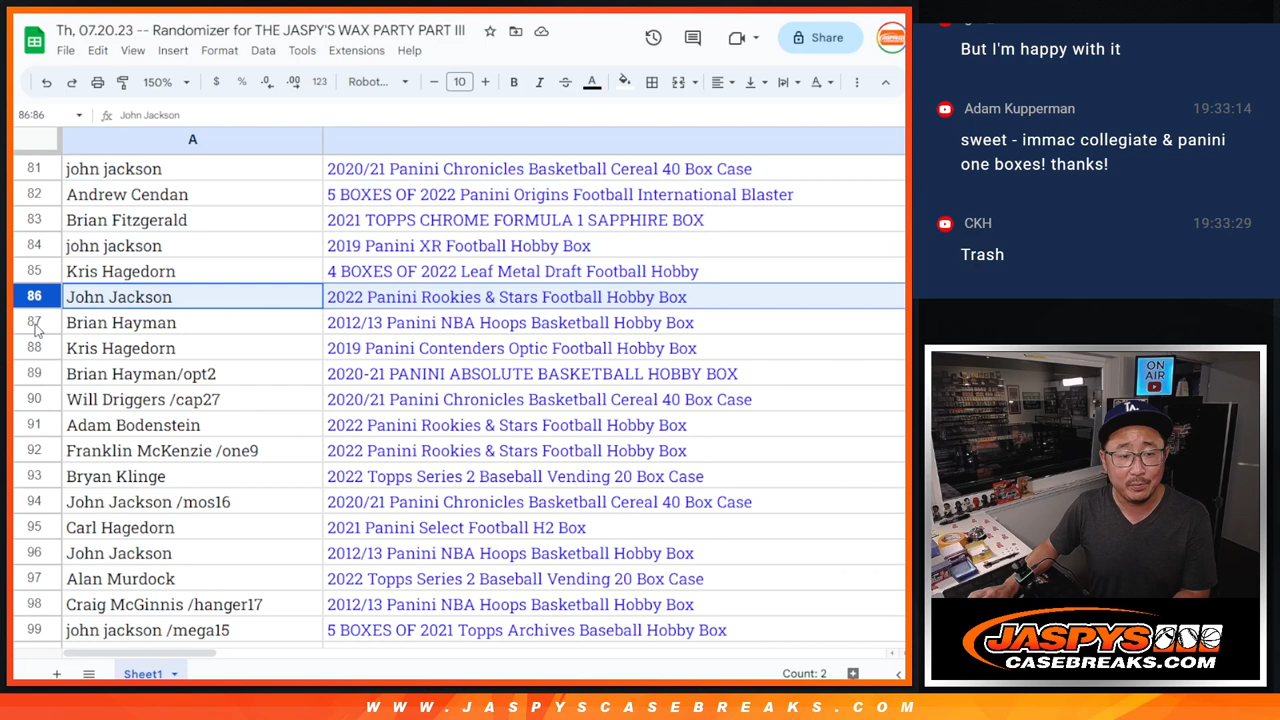 Th, 07.20.23 -- Randomizer for THE JASPY'S WAX PARTY PART III
File Edit View Insert Format Data Tools Extensions Help
Share
150% $ % .0 .00 123 Robot... 10 B I S A
86:86 fx John Jackson
A
81 john jackson 2020/21 Panini Chronicles Basketball Cereal 40 Box Case
82 Andrew Cendan 5 BOXES OF 2022 Panini Origins Football International Blaster
83 Brian Fitzgerald 2021 TOPPS CHROME FORMULA 1 SAPPHIRE BOX
84 john jackson 2019 Panini XR Football Hobby Box
85 Kris Hagedorn 4 BOXES OF 2022 Leaf Metal Draft Football Hobby
86 John Jackson 2022 Panini Rookies & Stars Football Hobby Box
87 Brian Hayman 2012/13 Panini NBA Hoops Basketball Hobby Box
88 Kris Hagedorn 2019 Panini Contenders Optic Football Hobby Box
89 Brian Hayman/opt2 2020-21 PANINI ABSOLUTE BASKETBALL HOBBY BOX
90 Will Driggers /cap27 2020/21 Panini Chronicles Basketball Cereal 40 Box Case
91 Adam Bodenstein 2022 Panini Rookies & Stars Football Hobby Box
92 Franklin McKenzie /one9 2022 Panini Rookies & Stars Football Hobby Box
93 Bryan Klinge 2022 Topps Series 2 Baseball Vending 20 Box Case
94 John Jackson /mos16 2020/21 Panini Chronicles Basketball Cereal 40 Box Case
95 Carl Hagedorn 2021 Panini Select Football H2 Box
96 John Jackson 2012/13 Panini NBA Hoops Basketball Hobby Box
97 Alan Murdock 2022 Topps Series 2 Baseball Vending 20 Box Case
98 Craig McGinnis /hanger17 2012/13 Panini NBA Hoops Basketball Hobby Box
99 john jackson /mega15 5 BOXES OF 2021 Topps Archives Baseball Hobby Box
Sheet1 Count: 2
But I'm happy with it
Adam Kupperman 19:33:14
sweet - immac collegiate & panini
one boxes! thanks!
CKH 19:33:29
Trash
ON
AIR
LA
JASPYS
CASEBREAKS.COM
WWW.JASPYSCASEBREAKS.COM